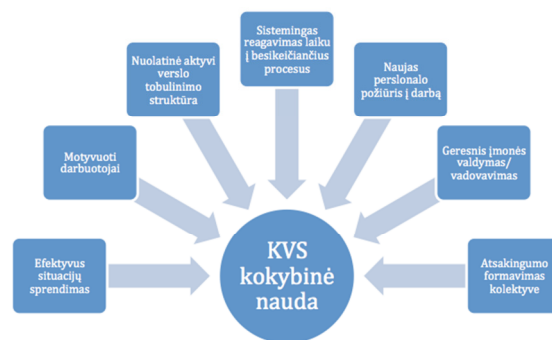 Sistemingas
reagavimas laiku
į besikeičiančius
procesus
Nuolatinė aktyvi
verslo
tobulinimo
struktūra
Naujas
perslonalo
požiūris į darbą
Motyvuoti
darbuotojai
Geresnis įmonės
valdymas/
vadovavimas
Efektyvus
situacijų
sprendimas
KVS
kokybinė
nauda
Atsakingumo
formavimas
kolektyve